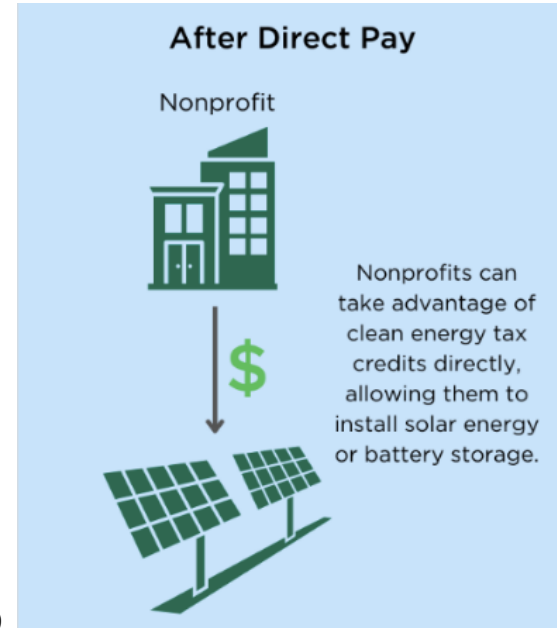 After Direct Pay
Nonprofit
Nonprofits can
take advantage of
clean energy tax
credits directly,
allowing them to
install solar energy
or battery storage.
$
)